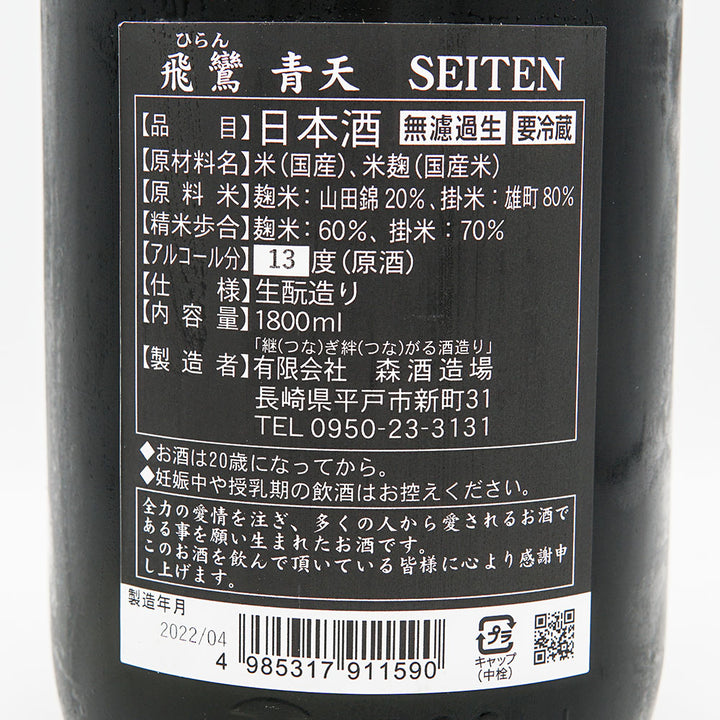 ひらん
飛鸞 青天 SEITEN
【品目】日本酒 無濾過生 要冷蔵
【原材料名】米(国産)、米麹(国産米)
【原料米】麹米:山田錦20%、掛米:雄町80%
【精米歩合】麹米:60%、掛米:70%
【アルコール分】13度(原酒)
【仕様】生酛造り
【内容量】1800ml
「継(つな)ぎ絆(つな)がる酒造り」
【製造者】有限会社 森酒造場
長崎県平戸市新町31
TEL 0950-23-3131
◆お酒は20歳になってから。
◆妊娠中や授乳期の飲酒はお控えください。
全力の愛情を注ぎ、多くの人から愛されるお酒で
ある事を願い生まれたお酒です。
このお酒を飲んで頂いている皆様に心より感謝申
し上げます。
製造年月
2022/04
4 985317 911590
プラ
キャップ
(中栓)